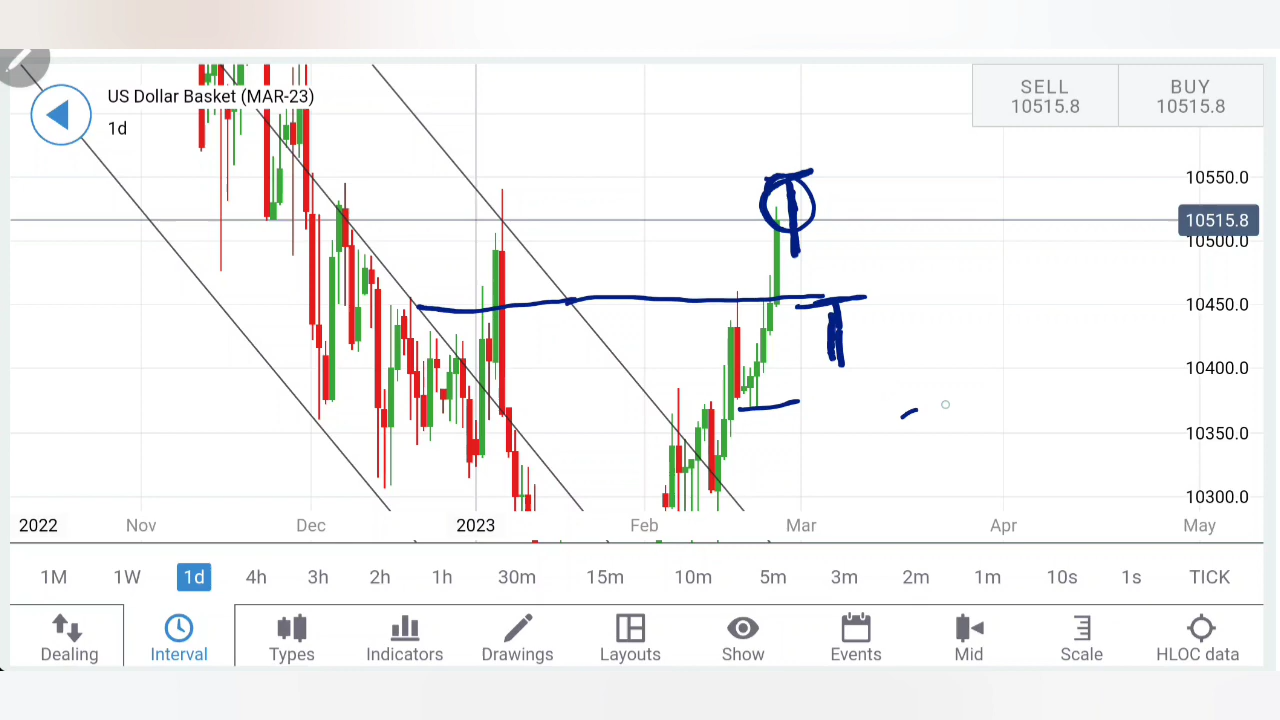 US Dollar Basket (MAR-23)
1d
SELL
10515.8
BUY
10515.8
10550.0
10515.8
10500.0
10450.0
10400.0
10350.0
10300.0
2022 Nov Dec 2023 Feb Mar Apr May
1M 1W 1d 4h 3h 2h 1h 30m 15m 10m 5m 3m 2m 1m 10s 1s TICK
Dealing Interval Types Indicators Drawings Layouts Show Events Mid Scale HLOC data